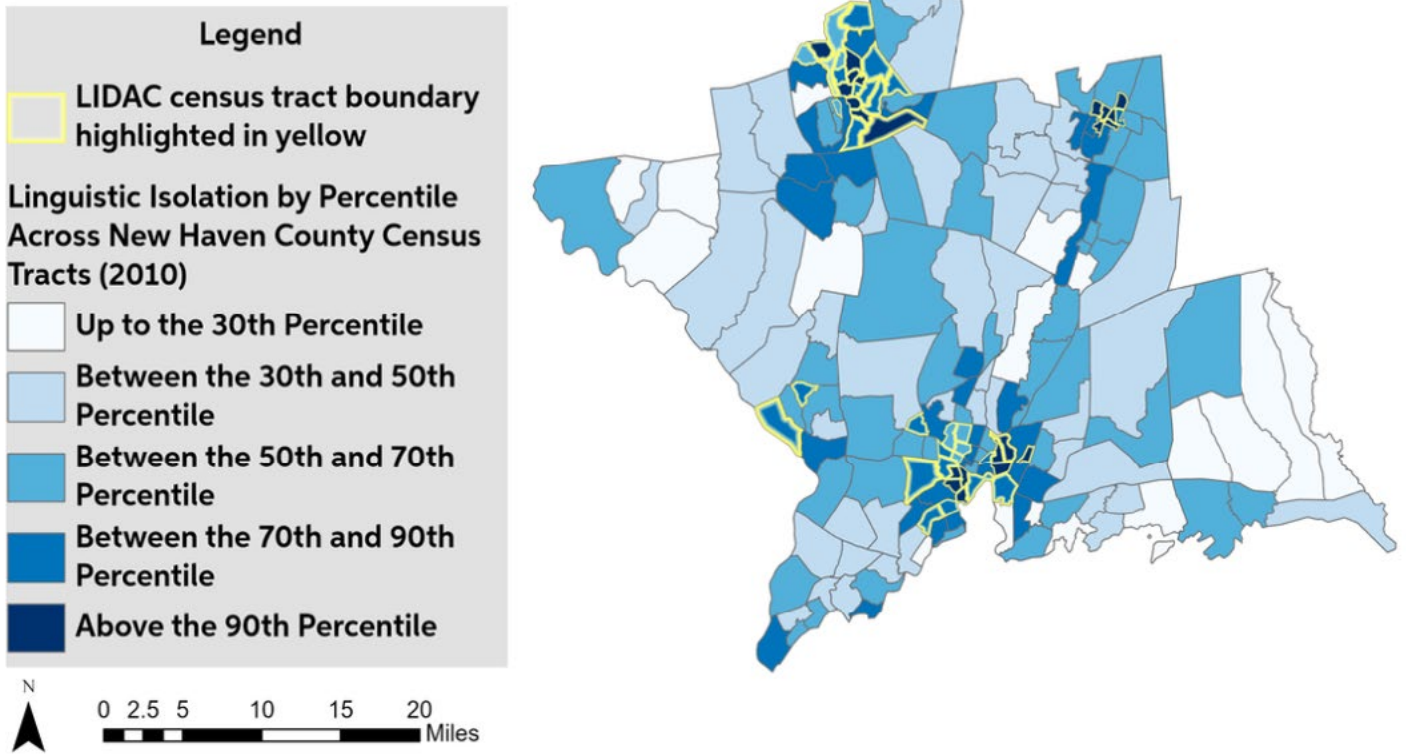 Legend
LIDAC census tract boundary
highlighted in yellow
Linguistic Isolation by Percentile
Across New Haven County Census
Tracts (2010)
Up to the 30th Percentile
Between the 30th and 50th
Percentile
Between the 50th and 70th
Percentile
Between the 70th and 90th
Percentile
Above the 90th Percentile
N
0 2.5 5 10 15 20
Miles